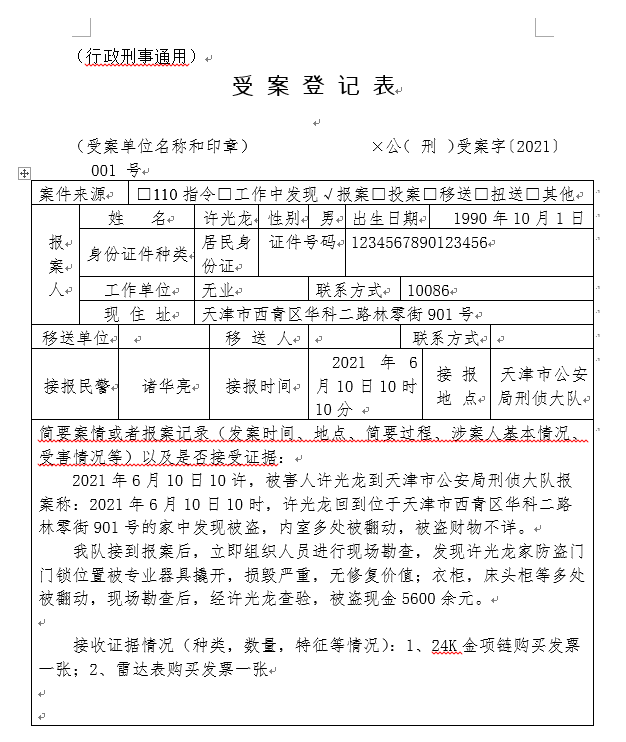 （行政刑事通用）
受 案 登 记 表
（受案单位名称和印章） ×公（ 刑 ）受案字〔2021〕
001 号
案件来源 □110 指令□工作中发现√报案□投案□移送□扭送□其他
报案人 姓 名 许光龙 性别 男 出生日期 1990 年 10 月 1 日
身份证件种类 居民身份证 证件号码 1234567890123456
工作单位 无业 联系方式 10086
现 住 址 天津市西青区华科二路林零街 901 号
移送单位 移 送 人 联系方式
接报民警 诸华亮 接报时间 2021 年 6 月 10 日 10 时 10 分 接 报 地 点 天津市公安局刑侦大队
简要案情或者报案记录（发案时间、地点、简要过程、涉案人基本情况、
受害情况等）以及是否接受证据：
2021 年 6 月 10 日 10 许，被害人许光龙到天津市公安局刑侦大队报
案称：2021 年 6 月 10 日 10 时，许光龙回到位于天津市西青区华科二路
林零街 901 号的家中发现被盗，内室多处被翻动，被盗财物不详。
我队接到报案后，立即组织人员进行现场勘查，发现许光龙家防盗门
门锁位置被专业器具撬开，损毁严重，无修复价值；衣柜，床头柜等多处
被翻动，现场勘查后，经许光龙查验，被盗现金 5600 余元。
接收证据情况（种类，数量，特征等情况）：1、24K 金项链购买发票
一张；2、雷达表购买发票一张